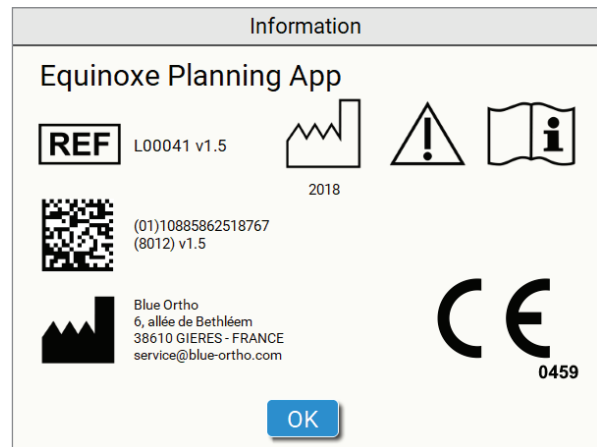 Information
Equinoxe Planning App
REF
L00041 v1.5
2018
(01)10885862518767
(8012) v1.5
Blue Ortho
6, allée de Bethléem
38610 GIERES - FRANCE
service@blue-ortho.com
CE
0459
OK